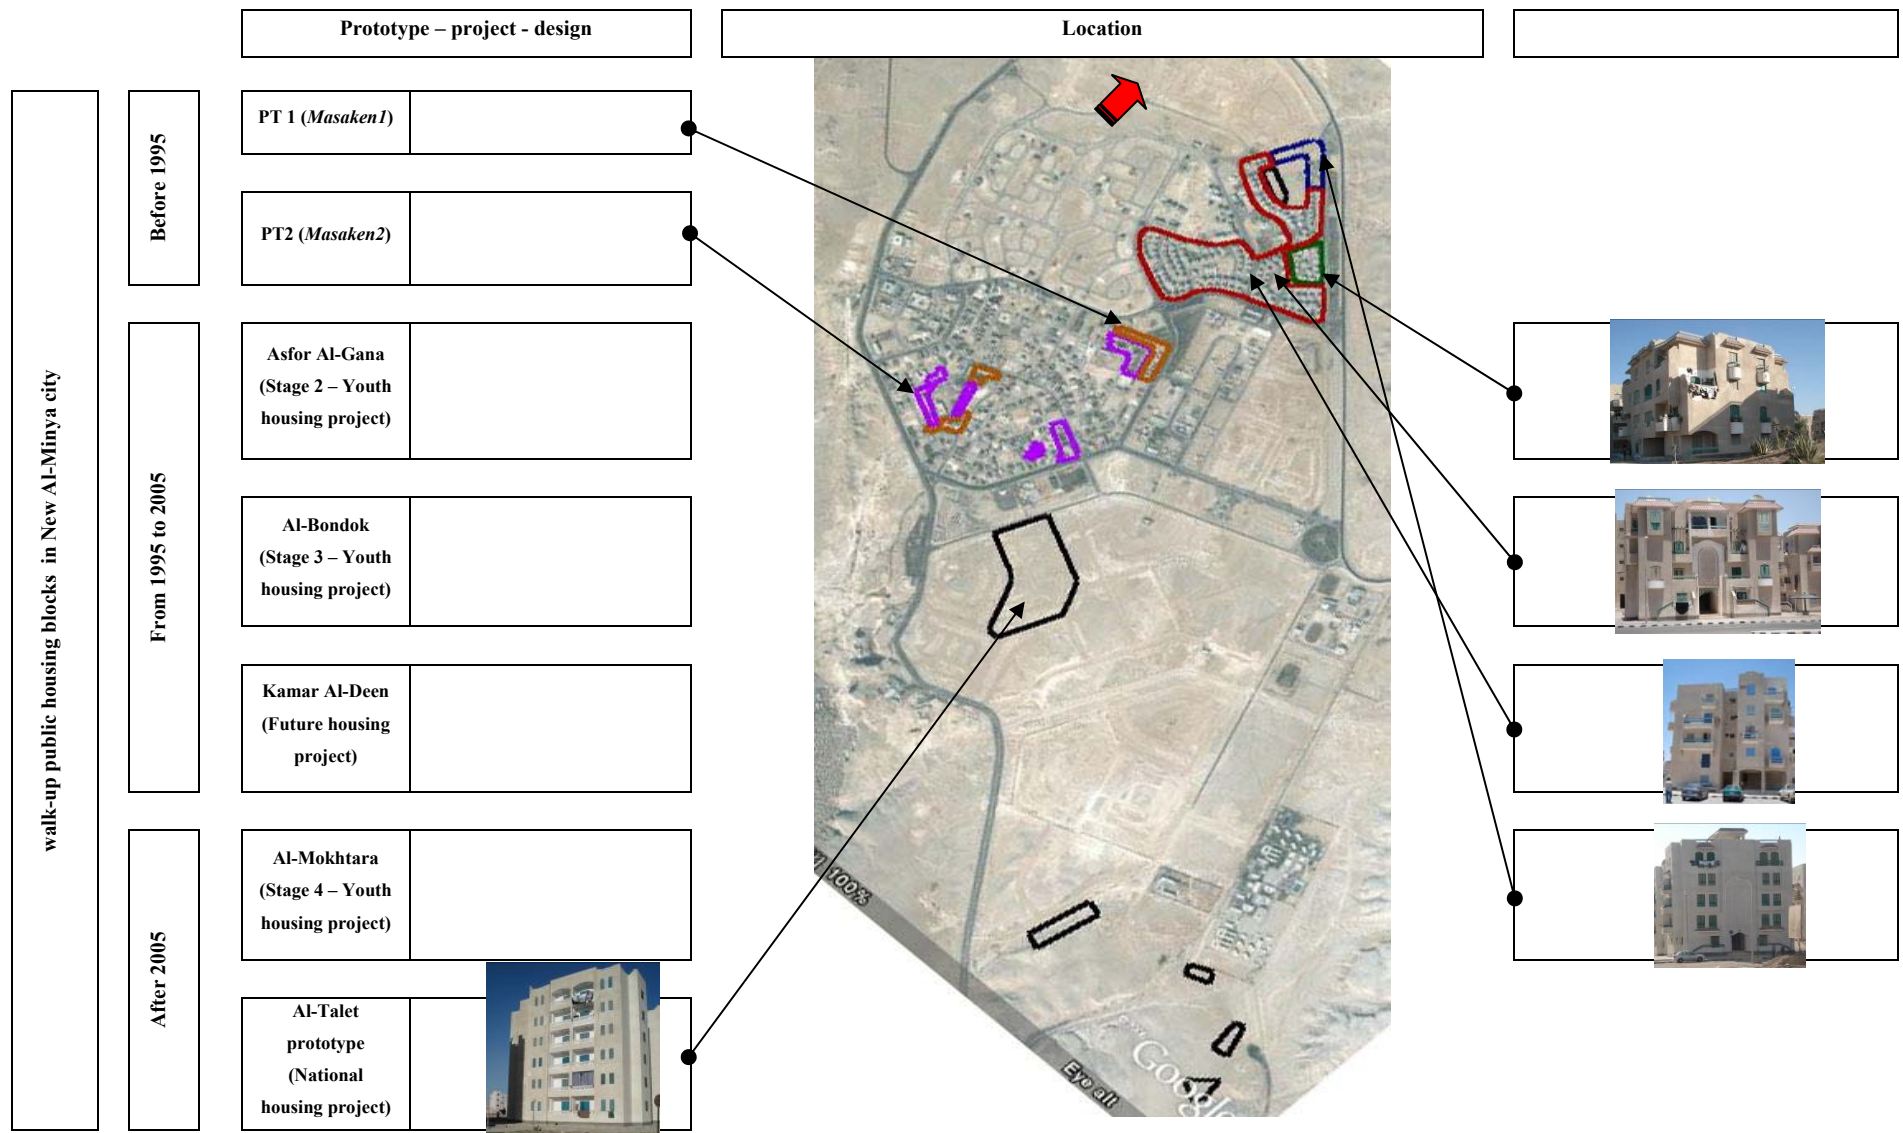 Prototype – project - design
Location
walk-up public housing blocks in New Al-Minya city
Before 1995
PT 1 (Masaken1)
PT2 (Masaken2)
From 1995 to 2005
Asfor Al-Gana
(Stage 2 – Youth
housing project)
Al-Bondok
(Stage 3 – Youth
housing project)
Kamar Al-Deen
(Future housing
project)
After 2005
Al-Mokhtara
(Stage 4 – Youth
housing project)
Al-Talet
prototype
(National
housing project)
100%
Google
Eye alt